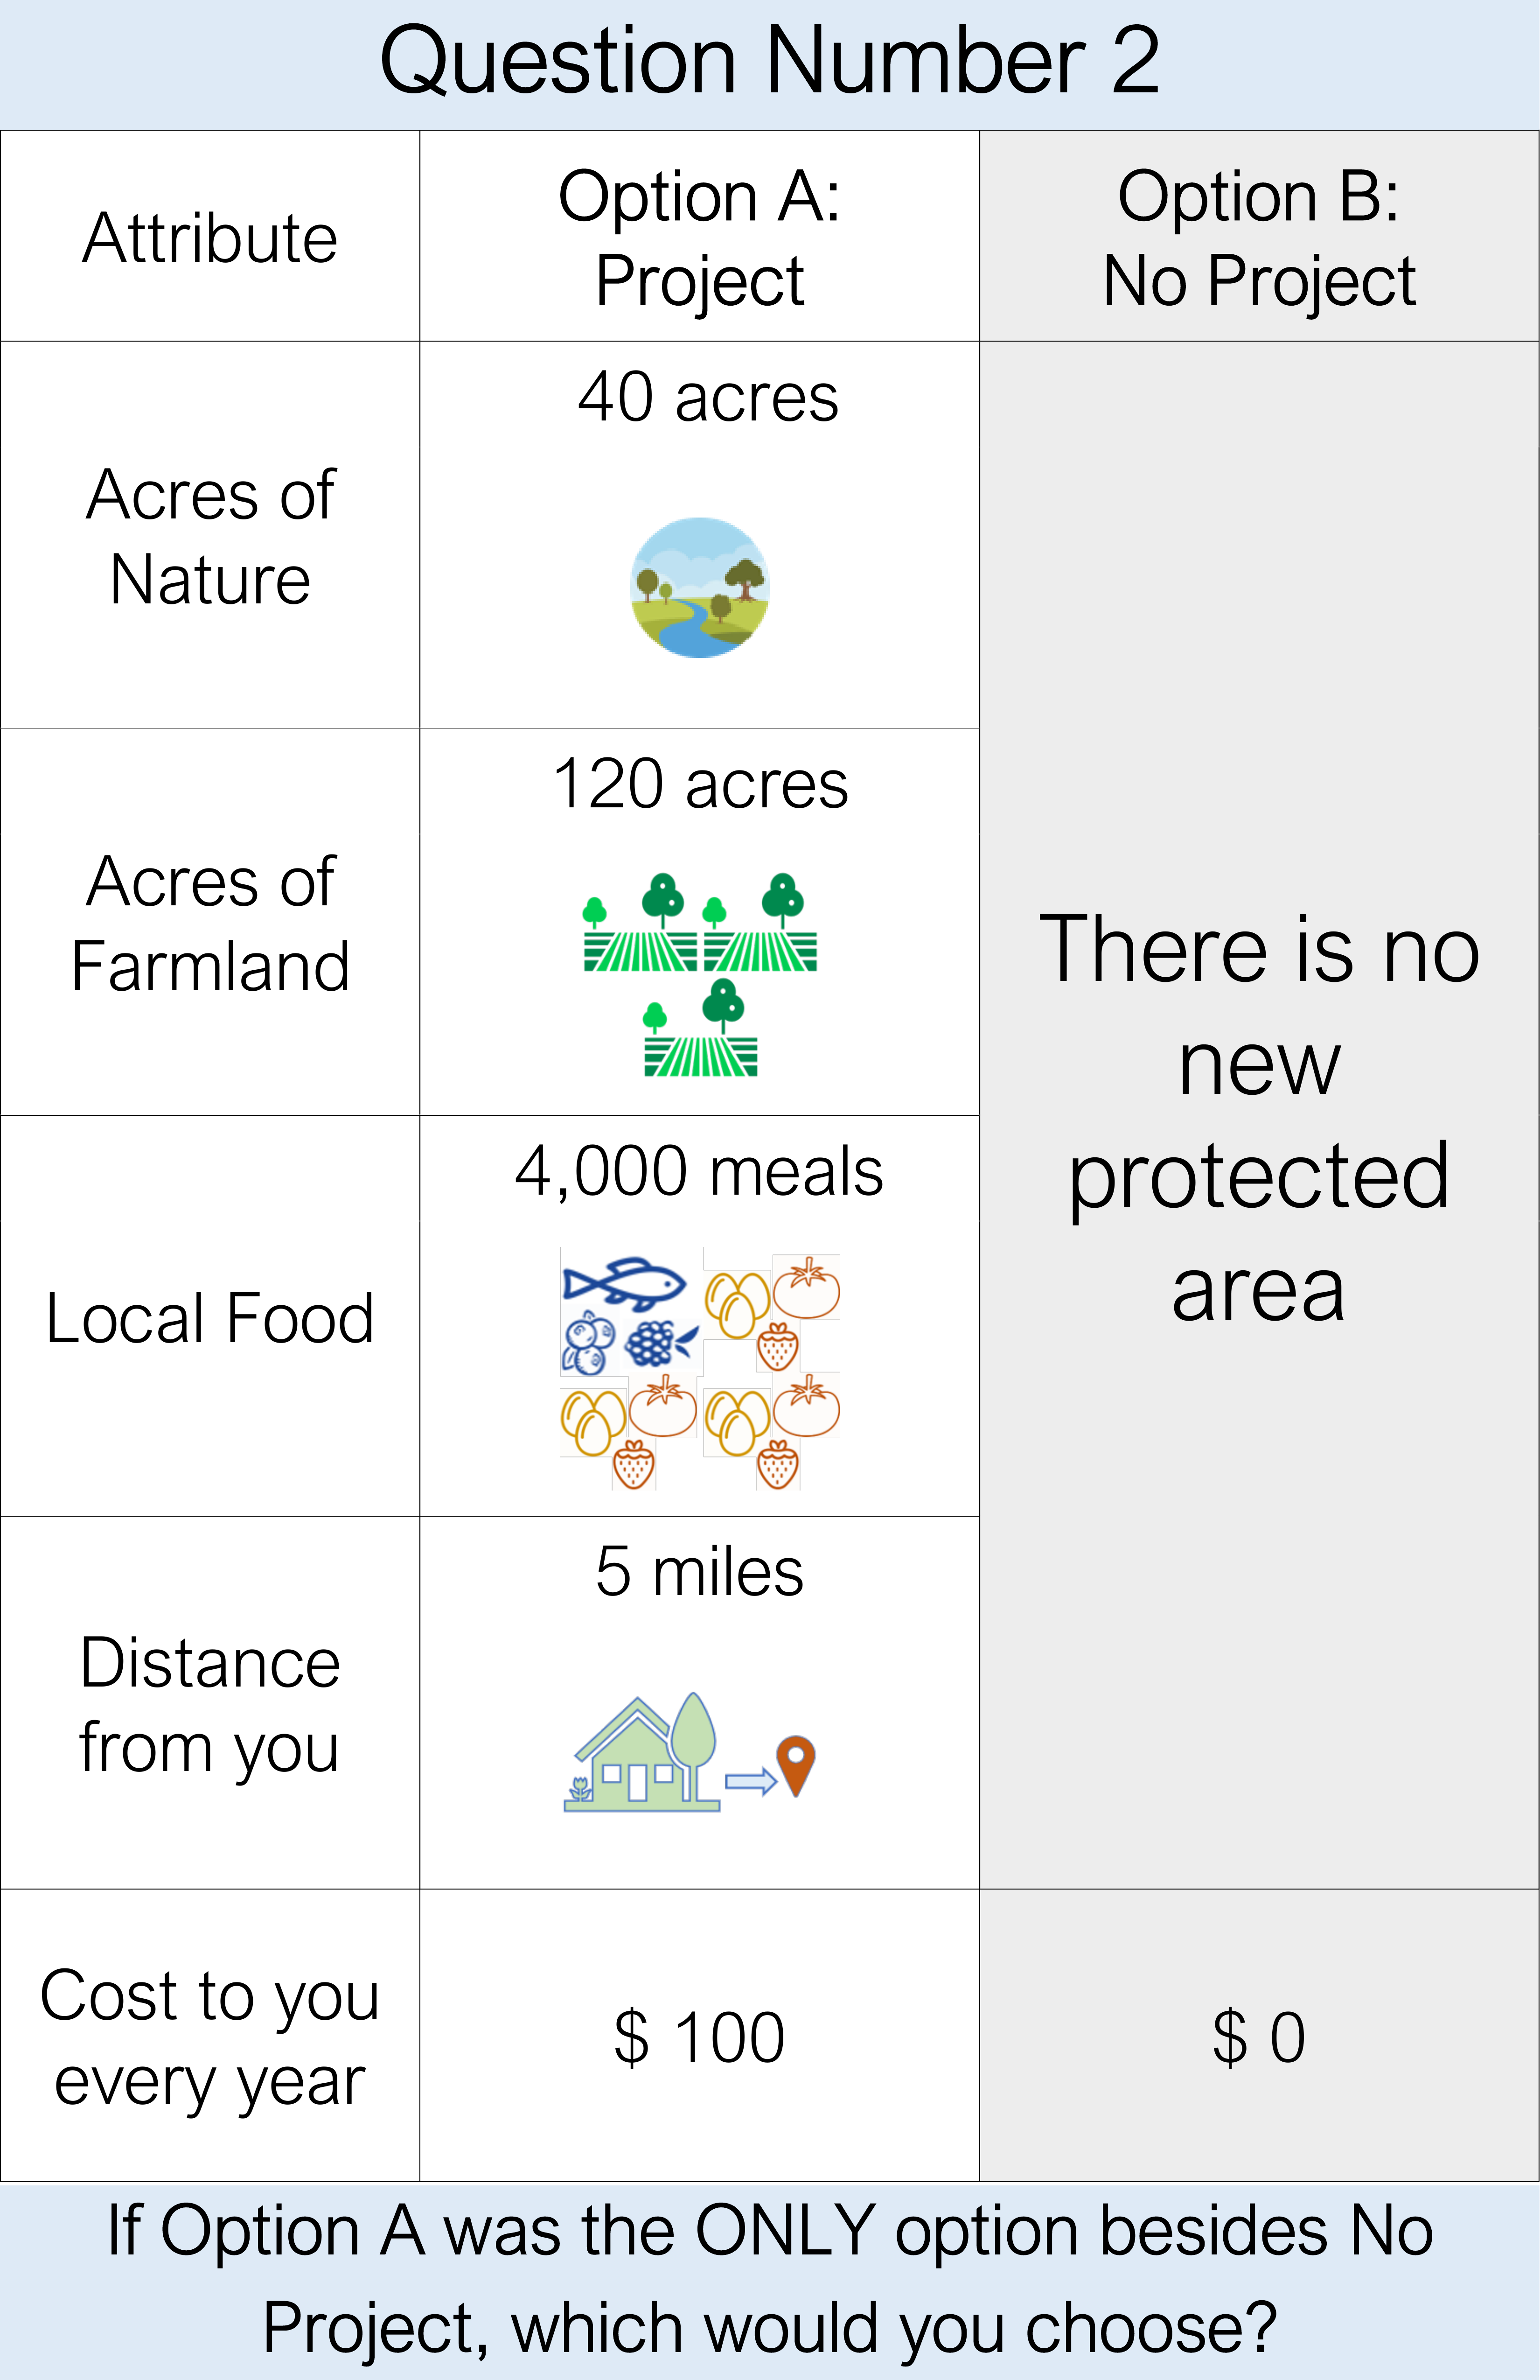 Question Number 2
Attribute
Option A:
Project
Option B:
No Project
Acres of
Nature
40 acres
Acres of
Farmland
120 acres
Local Food
4,000 meals
Distance
from you
5 miles
There is no
new
protected
area
Cost to you
every year
$ 100
$ 0
If Option A was the ONLY option besides No
Project, which would you choose?